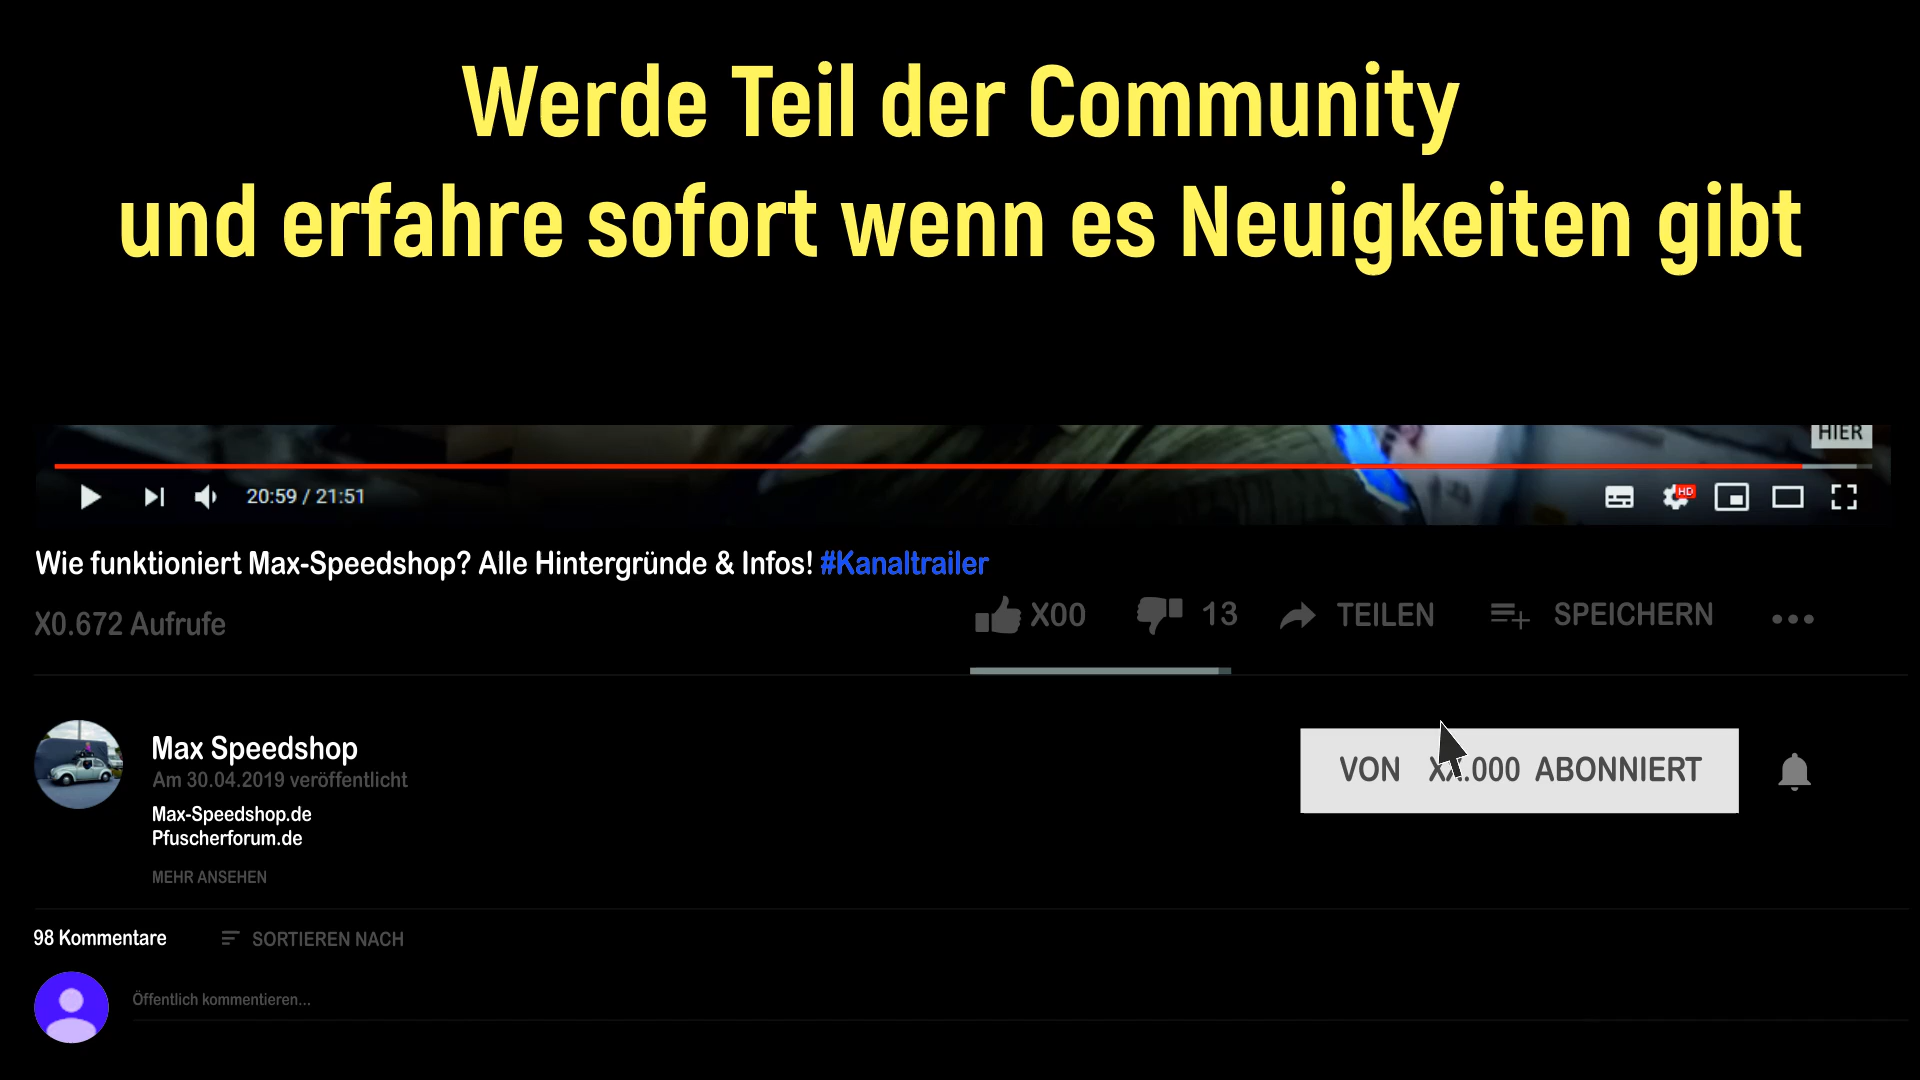 Werde Teil der Community
und erfahre sofort wenn es Neuigkeiten gibt
HIER
20:59 / 21:51
HD
Wie funktioniert Max-Speedshop? Alle Hintergründe & Infos! #Kanaltrailer
X0.672 Aufrufe
X00
13
TEILEN
SPEICHERN
Max Speedshop
Am 30.04.2019 veröffentlicht
VON XX.000 ABONNIERT
Max-Speedshop.de
Pfuscherforum.de
MEHR ANSEHEN
98 Kommentare
SORTIEREN NACH
Öffentlich kommentieren...